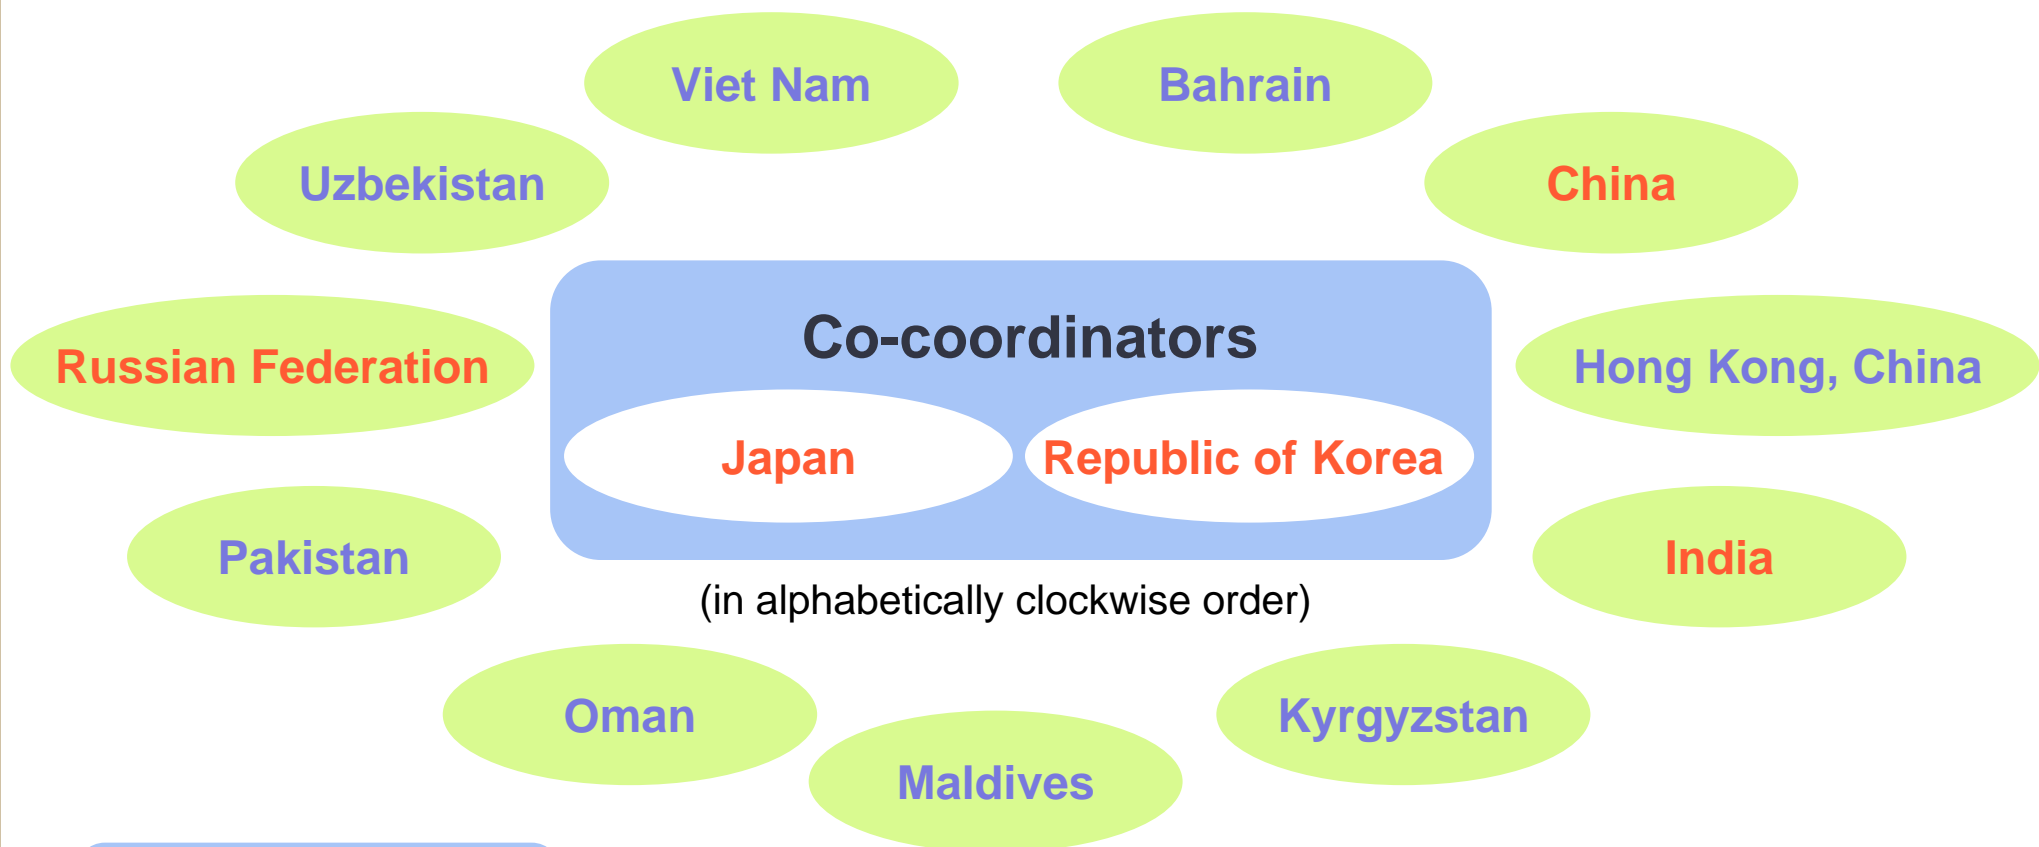 Viet Nam
Bahrain
Uzbekistan
China
Co-coordinators
Russian Federation
Hong Kong, China
Japan
Republic of Korea
Pakistan
India
(in alphabetically clockwise order)
Oman
Kyrgyzstan
Maldives